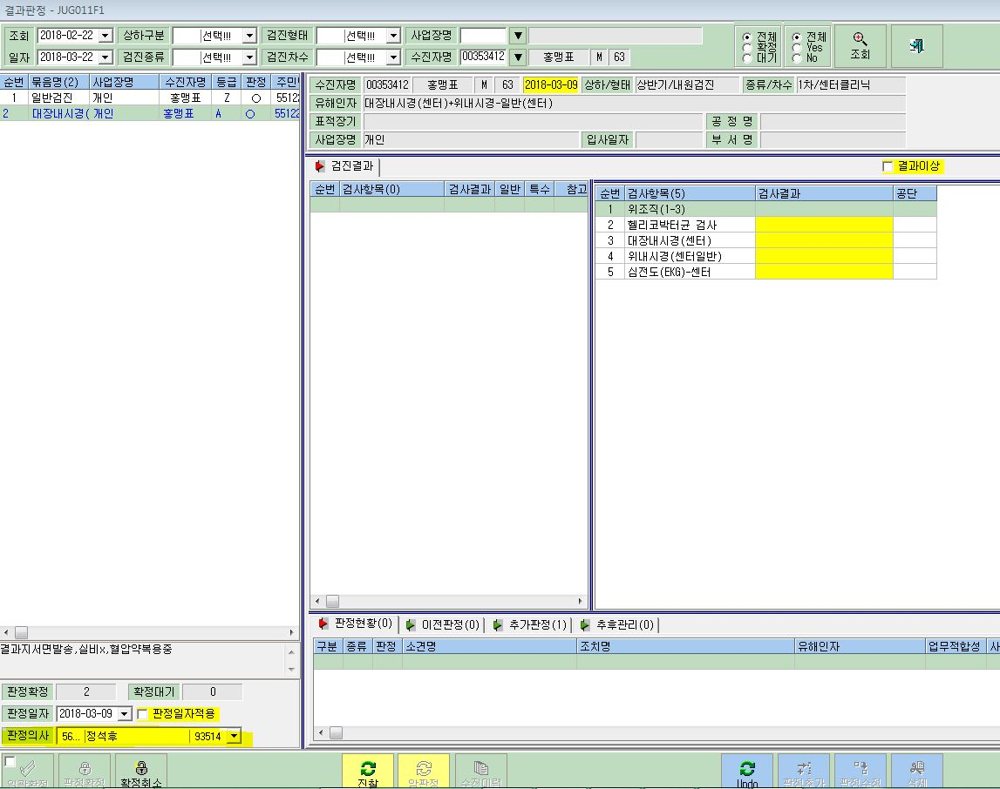 결과판정 - JUG011F1
조회 2018-02-22 상하구분 선택!!! 검진형태 선택!!! 사업장명 ▼ 전체 확정 대기 전체 Yes No 조회
일자 2018-03-22 검진종류 선택!!! 검진차수 선택!!! 수진자명 00353412 ▼ 홍맹표 M 63
순번 묶음명(2) 사업장명 수진자명 등급 판정
1 일반검진 개인 홍맹표 Z ○ 5512
2 대장내시경( 개인 홍맹표 A ○ 5512
수진자명 00353412 홍맹표 M 63 2018-03-09 상하/형태 상반기/내원검진 종류/차수 1차/센터클리닉
유해인자 대장내시경(센터)+위내시경-일반(센터)
표적장기 공 정 명
사업장명 개인 입사일자 부 서 명
검진결과 결과이상
순번 검사항목(0) 검사결과 일반 특수 참고
순번 검사항목(5) 검사결과 공단
1 위조직(1-3)
2 헬리코박터균 검사
3 대장내시경(센터)
4 위내시경(센터일반)
5 심전도(EKG)-센터
판정현황(0) 이전판정(0) 추가판정(1) 추후관리(0)
구분 종류 판정 소견명 조치명 유해인자 업무적합성 사
결과지서면발송,실비x,혈압약복용중
판정확정 2 확정대기 0
판정일자 2018-03-09 판정일자적용
판정의사 56... 정석후 93514
일괄확정 판정확정 확정취소 진찰 암판정 수진이력 Undo 판정추가 판정수정 삭제